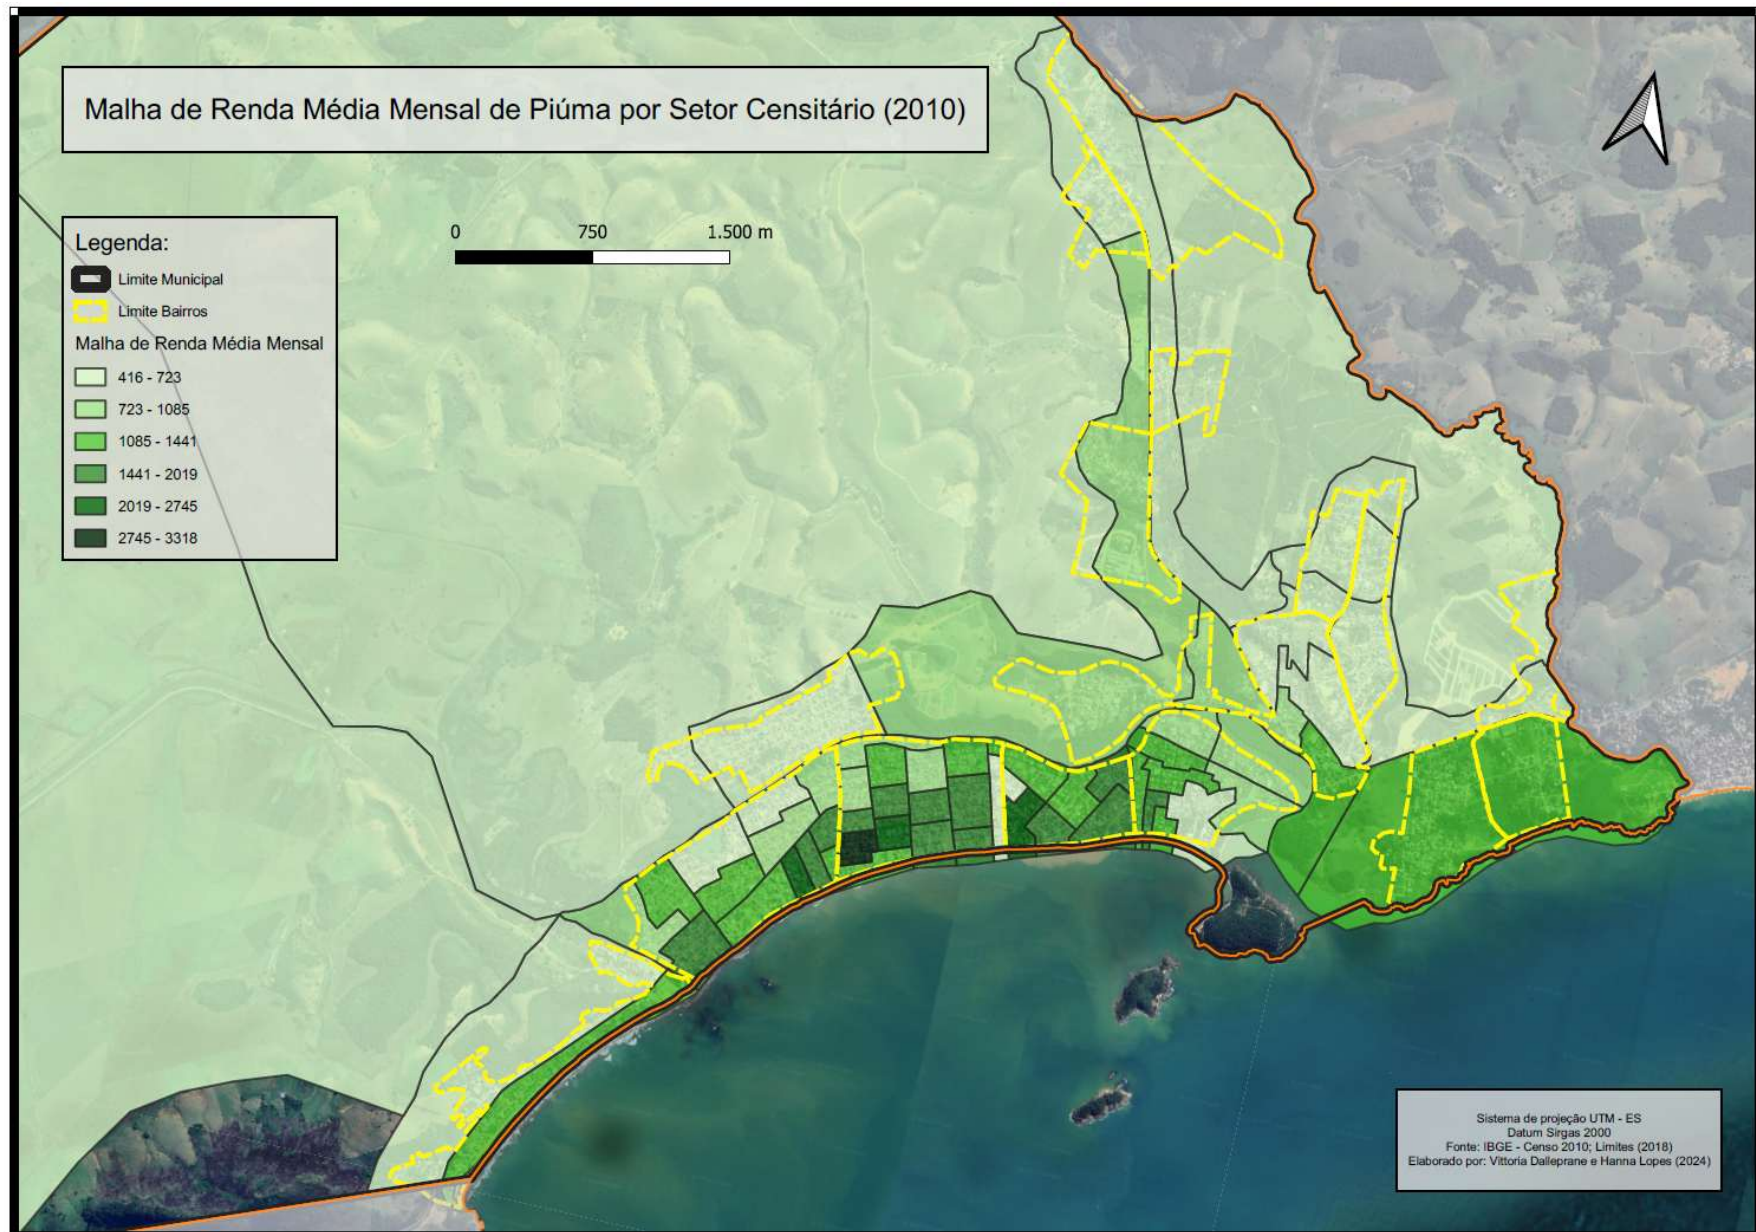 Malha de Renda Média Mensal de Piúma por Setor Censitário (2010)
Legenda:
Limite Municipal
Limite Bairros
Malha de Renda Média Mensal
416 - 723
723 - 1085
1085 - 1441
1441 - 2019
2019 - 2745
2745 - 3318
0 750 1.500 m
Sistema de projeção UTM - ES
Datum Sirgas 2000
Fonte: IBGE - Censo 2010; Limites (2018)
Elaborado por: Vittoria Dalleprane e Hanna Lopes (2024)